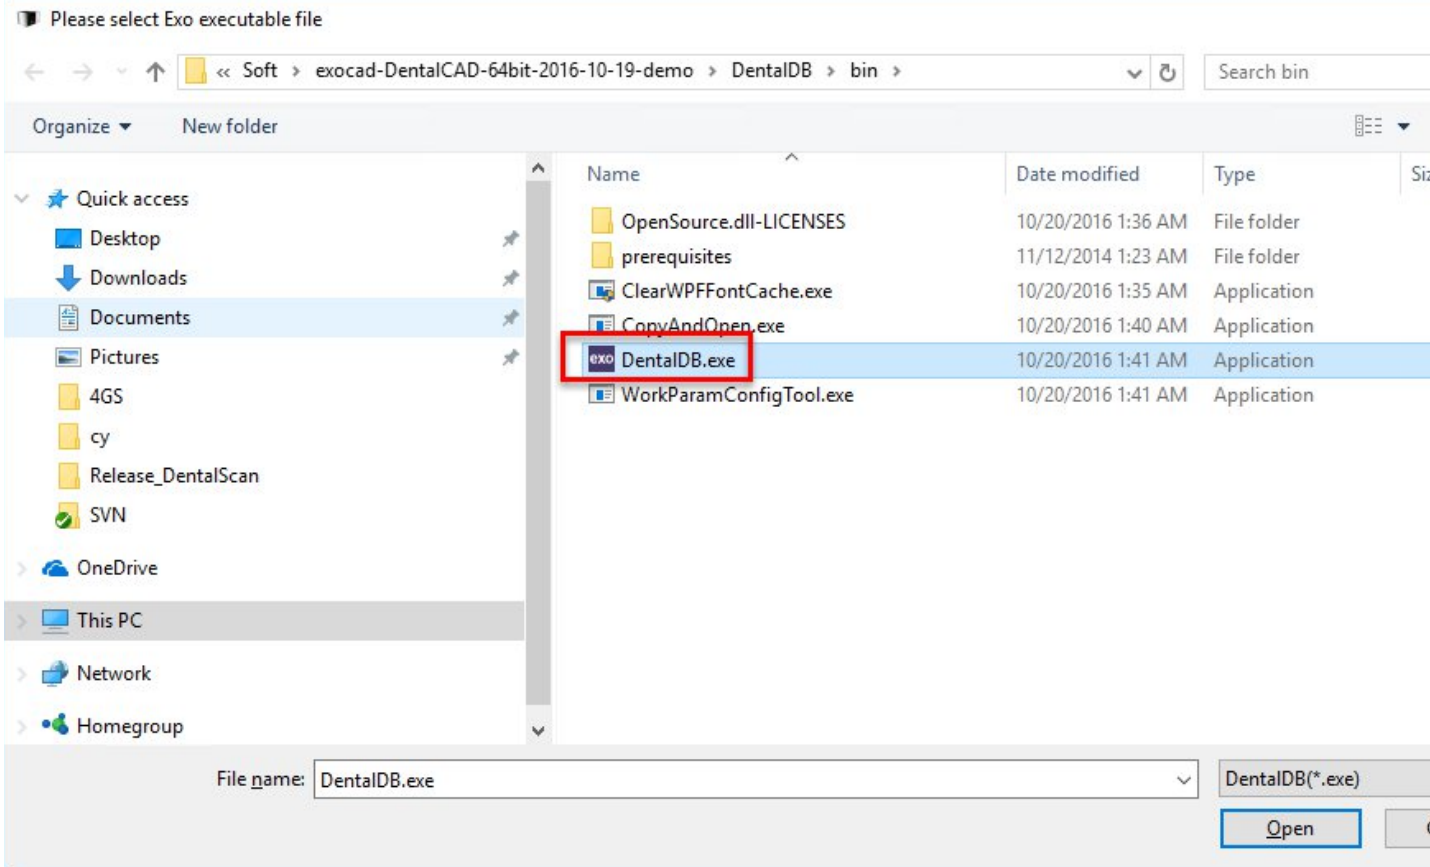 Please select Exo executable file
« Soft › exocad-DentalCAD-64bit-2016-10-19-demo › DentalDB › bin › Search bin
Organize New folder
Name Date modified Type
Quick access
Desktop
Downloads
Documents
Pictures
4GS
cy
Release_DentalScan
SVN
OneDrive
This PC
Network
Homegroup
OpenSource.dll-LICENSES 10/20/2016 1:36 AM File folder
prerequisites 11/12/2014 1:23 AM File folder
ClearWPFFontCache.exe 10/20/2016 1:35 AM Application
CopyAndOpen.exe 10/20/2016 1:40 AM Application
exo DentalDB.exe 10/20/2016 1:41 AM Application
WorkParamConfigTool.exe 10/20/2016 1:41 AM Application
File name: DentalDB.exe DentalDB(*.exe)
Open